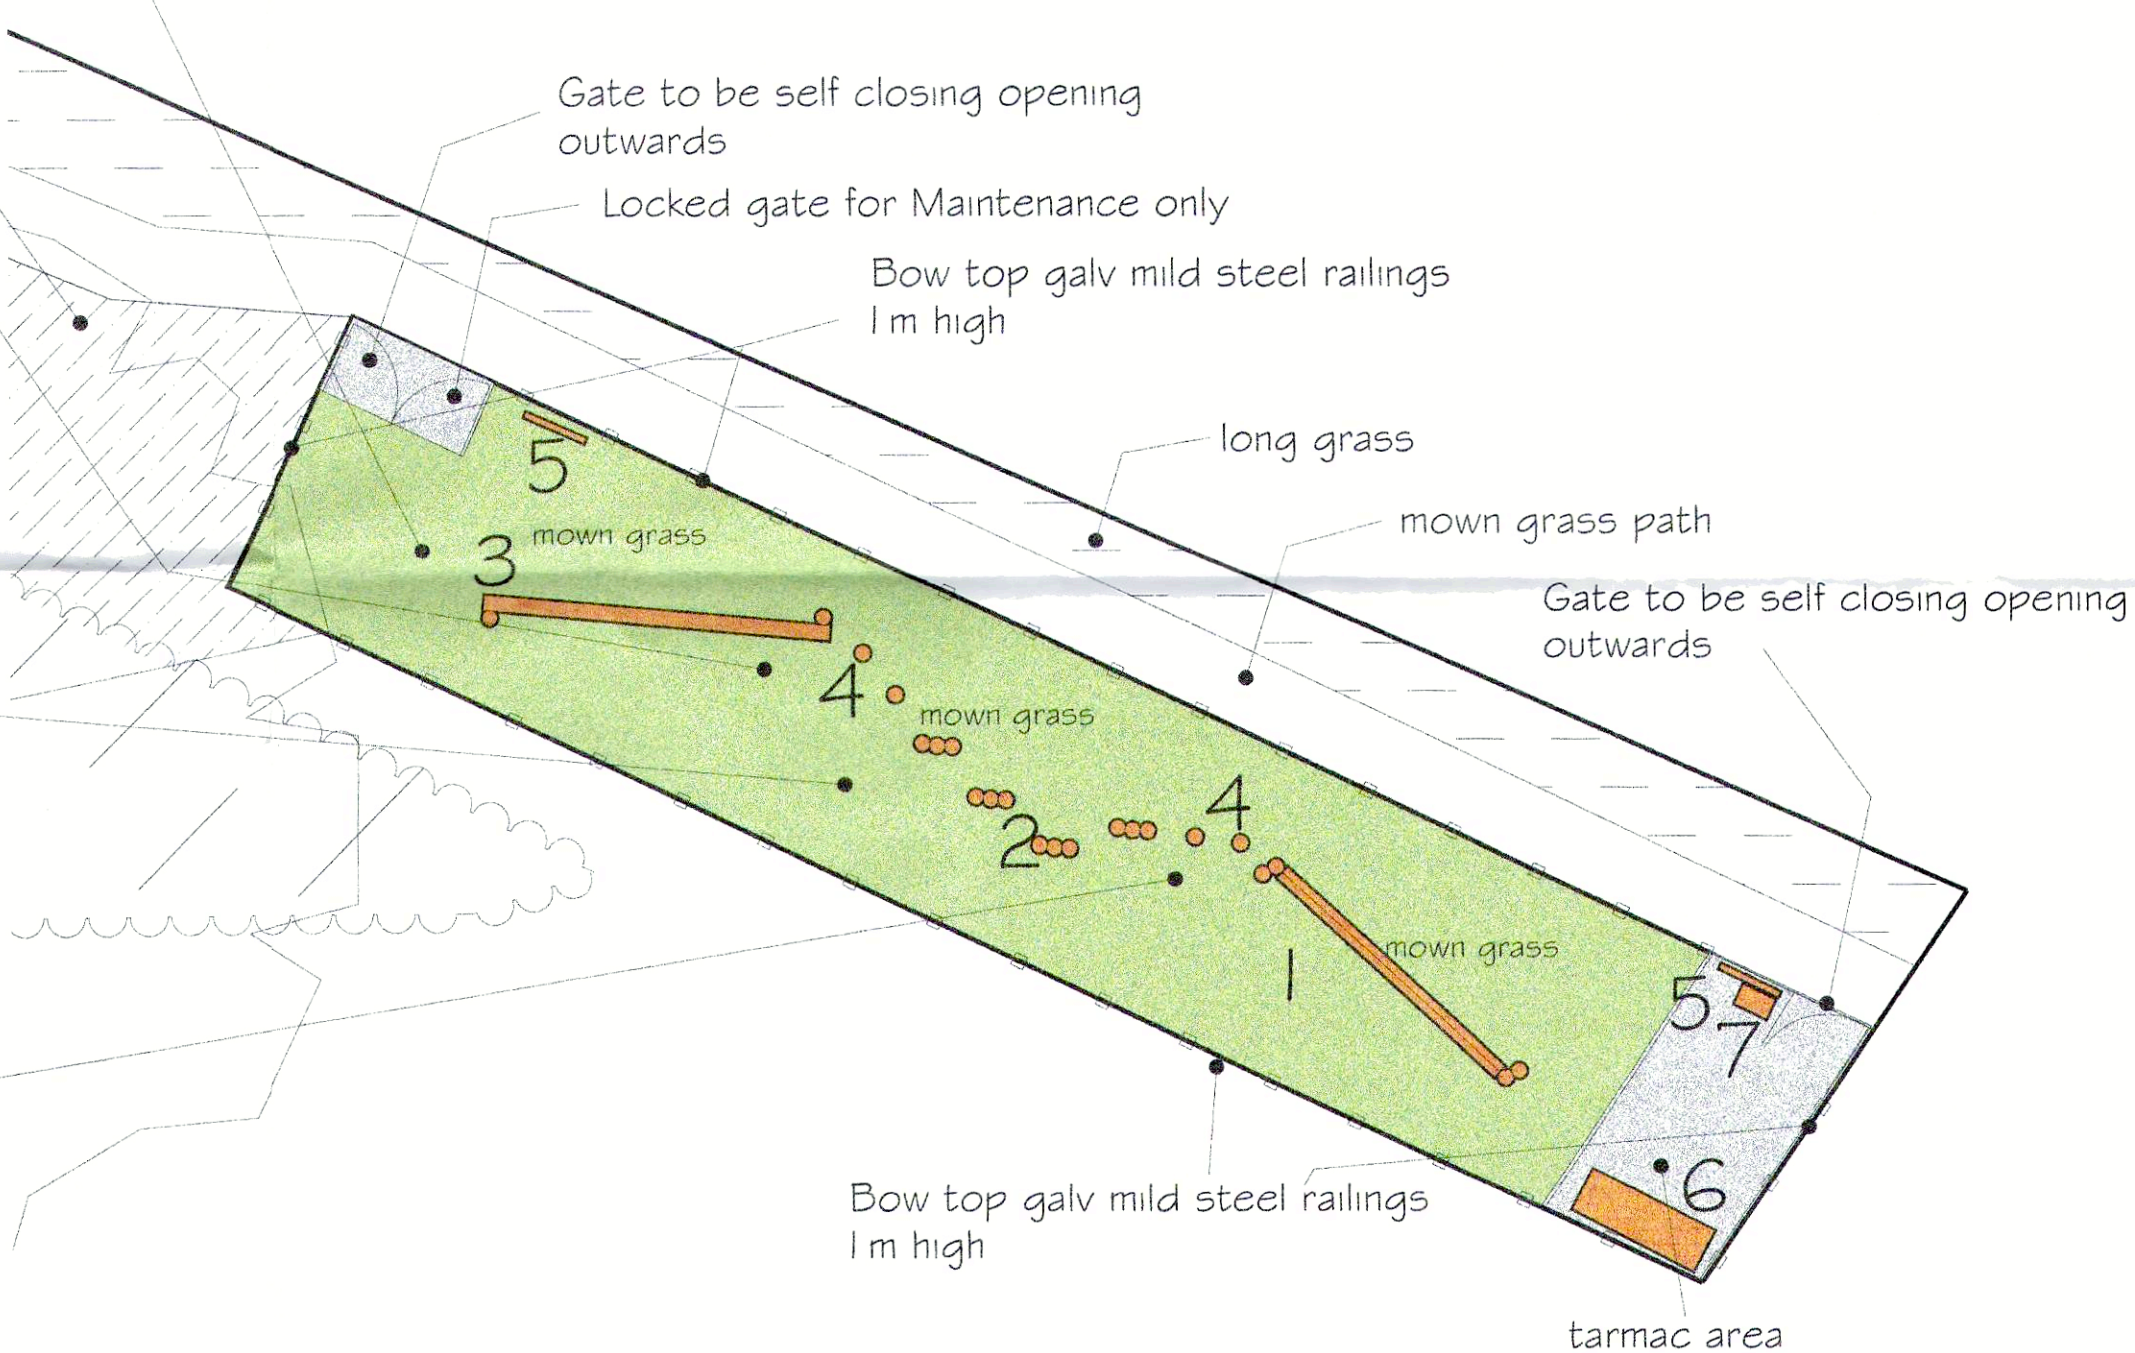 Gate to be self closing opening
outwards
Locked gate for Maintenance only
Bow top galv mild steel railings
1m high
long grass
mown grass path
Gate to be self closing opening
outwards
5
3
mown grass
4
mown grass
4
2
mown grass
1
5
7
6
Bow top galv mild steel railings
1m high
tarmac area